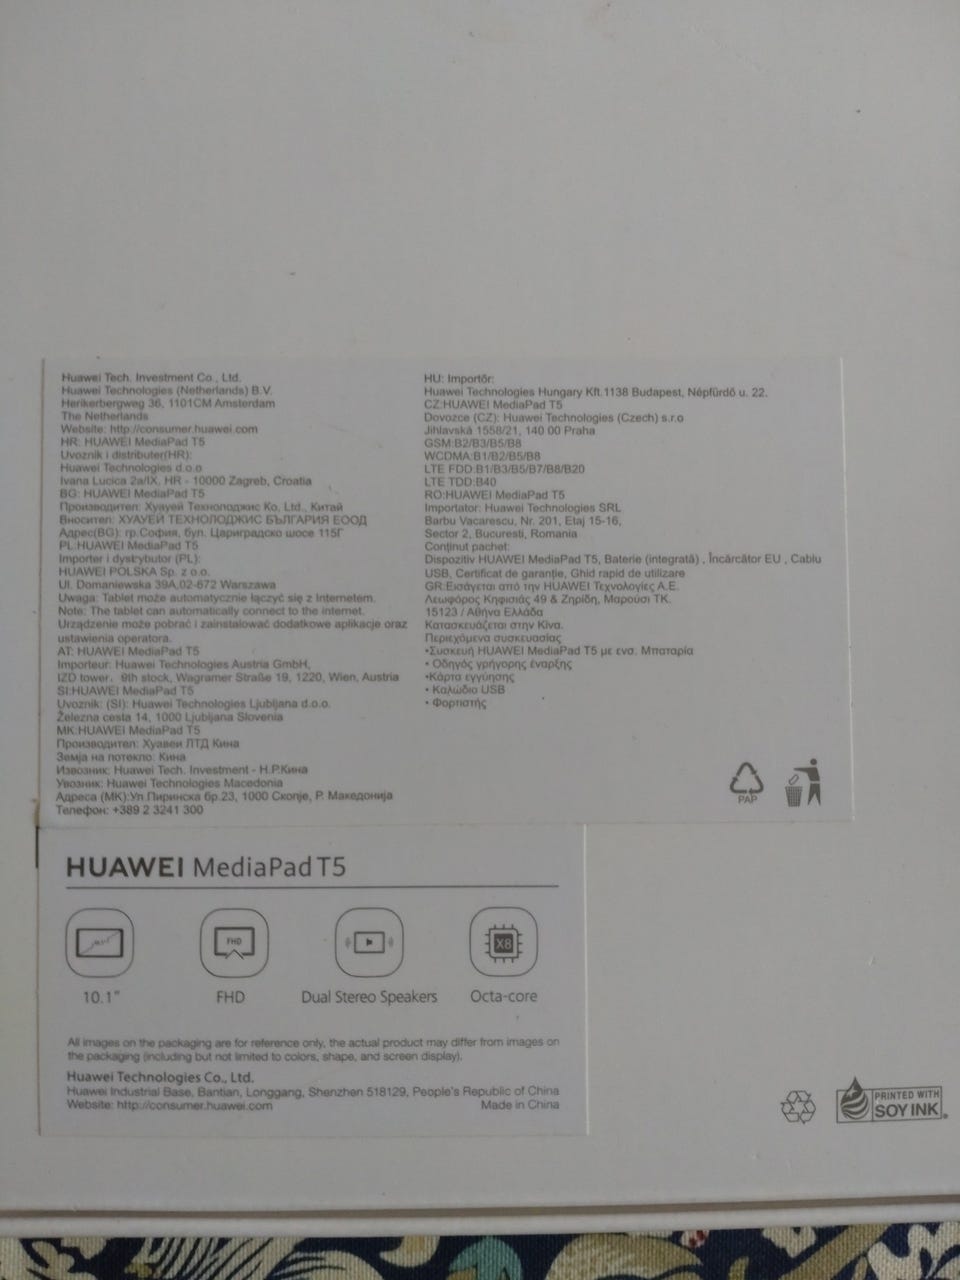 Huawei Tech. Investment Co., Ltd.
Huawei Technologies (Netherlands) B.V.
Herikerbergweg 36, 1101CM Amsterdam
The Netherlands
Website: http://consumer.huawei.com
HR: HUAWEI MediaPad T5
Uvoznik i distributer(HR):
Huawei Technologies d.o.o
Ivana Lucica 2a/IX, HR - 10000 Zagreb, Croatia
BG: HUAWEI MediaPad T5
Производител: Хуауей Технолоджис Ко. Лтд., Китай
Вносител: ХУАУЕЙ ТЕХНОЛОДЖИС БЪЛГАРИЯ ЕООД
Адрес(BG): гр.София, бул. Цариградско шосе 115Г
PL:HUAWEI MediaPad T5
Importer i dystrybutor (PL):
HUAWEI POLSKA Sp. z o.o.
Ul. Domaniewska 39A,02-672 Warszawa
Uwaga: Tablet może automatycznie łączyć się z Internetem.
Note: The tablet can automatically connect to the internet.
Urządzenie może pobrać i zainstalować dodatkowe aplikacje oraz
ustawienia operatora.
AT: HUAWEI MediaPad T5
Importeur: Huawei Technologies Austria GmbH,
IZD tower, 9th stock, Wagramer Straße 19, 1220, Wien, Austria
SI:HUAWEI MediaPad T5
Uvoznik: (SI): Huawei Technologies Ljubljana d.o.o.
Železna cesta 14, 1000 Ljubljana Slovenia
MK:HUAWEI MediaPad T5
Производител: Хуавеи ЛТД Кина
Земја на потекло: Кина
Извозник: Huawei Tech. Investment - Н.Р.Кина
Увозник: Huawei Technologies Macedonia
Адреса (МК):Ул.Пиринска бр.23, 1000 Скопје, Р. Македонија
Телефон: +389 2 3241 300
HU: Importőr:
Huawei Technologies Hungary Kft.1138 Budapest, Népfürdő u. 22.
CZ:HUAWEI MediaPad T5
Dovozce (CZ): Huawei Technologies (Czech) s.r.o
Jihlavská 1558/21, 140 00 Praha
GSM:B2/B3/B5/B8
WCDMA:B1/B2/B5/B8
LTE FDD:B1/B3/B5/B7/B8/B20
LTE TDD:B40
RO:HUAWEI MediaPad T5
Importator: Huawei Technologies SRL
Barbu Vacarescu, Nr. 201, Etaj 15-16,
Sector 2, Bucuresti, Romania
Conținut pachet:
Dispozitiv HUAWEI MediaPad T5, Baterie (integrată) , Încărcător EU , Cablu
USB, Certificat de garanție, Ghid rapid de utilizare
GR:Εισάγεται από την HUAWEI Τεχνολογίες Α.Ε.
Λεωφόρος Κηφισίας 49 & Ζηρίδη, Μαρούσι ΤΚ.
15123 / Αθήνα Ελλάδα
Κατασκευάζεται στην Κίνα.
Περιεχόμενα συσκευασίας
•Συσκευή HUAWEI MediaPad T5 με ενσ. Μπαταρία
• Οδηγός γρήγορης έναρξης
•Κάρτα εγγύησης
• Καλώδιο USB
• Φορτιστής
PAP
HUAWEI MediaPad T5
FHD
X8
10.1"
FHD
Dual Stereo Speakers
Octa-core
All images on the packaging are for reference only, the actual product may differ from images on
the packaging (including but not limited to colors, shape, and screen display).
Huawei Technologies Co., Ltd.
Huawei Industrial Base, Bantian, Longgang, Shenzhen 518129, People's Republic of China
Website: http://consumer.huawei.com
Made in China
PRINTED WITH
SOY INK